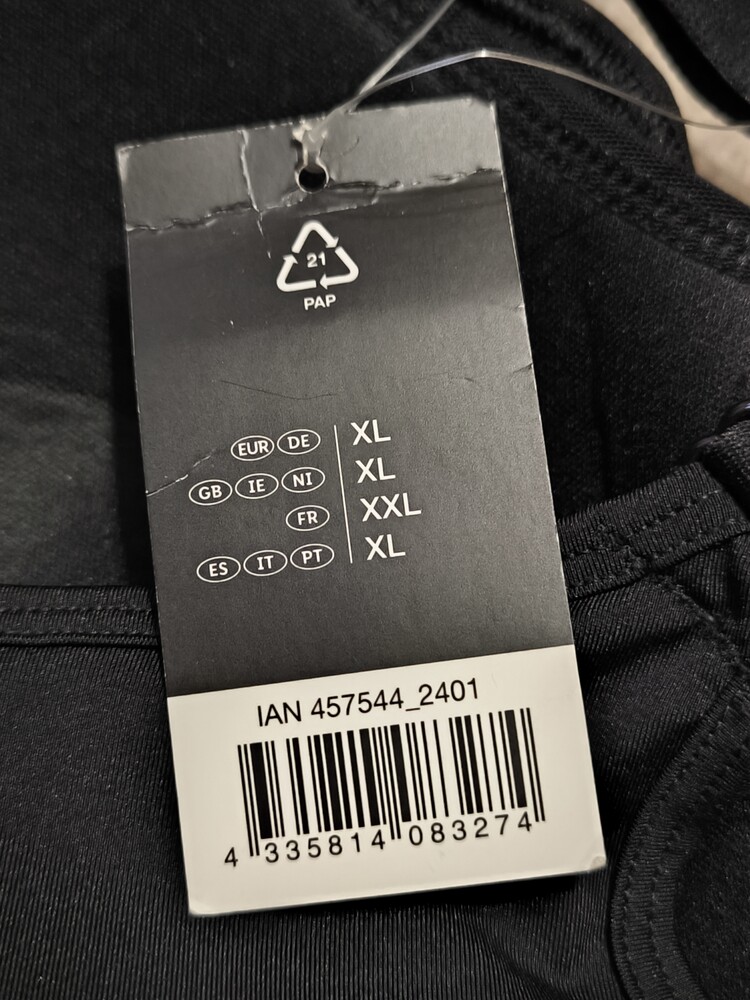 21
PAP
EUR DE XL
GB IE NI XL
FR XXL
ES IT PT XL
IAN 457544_2401
4 335814 083274